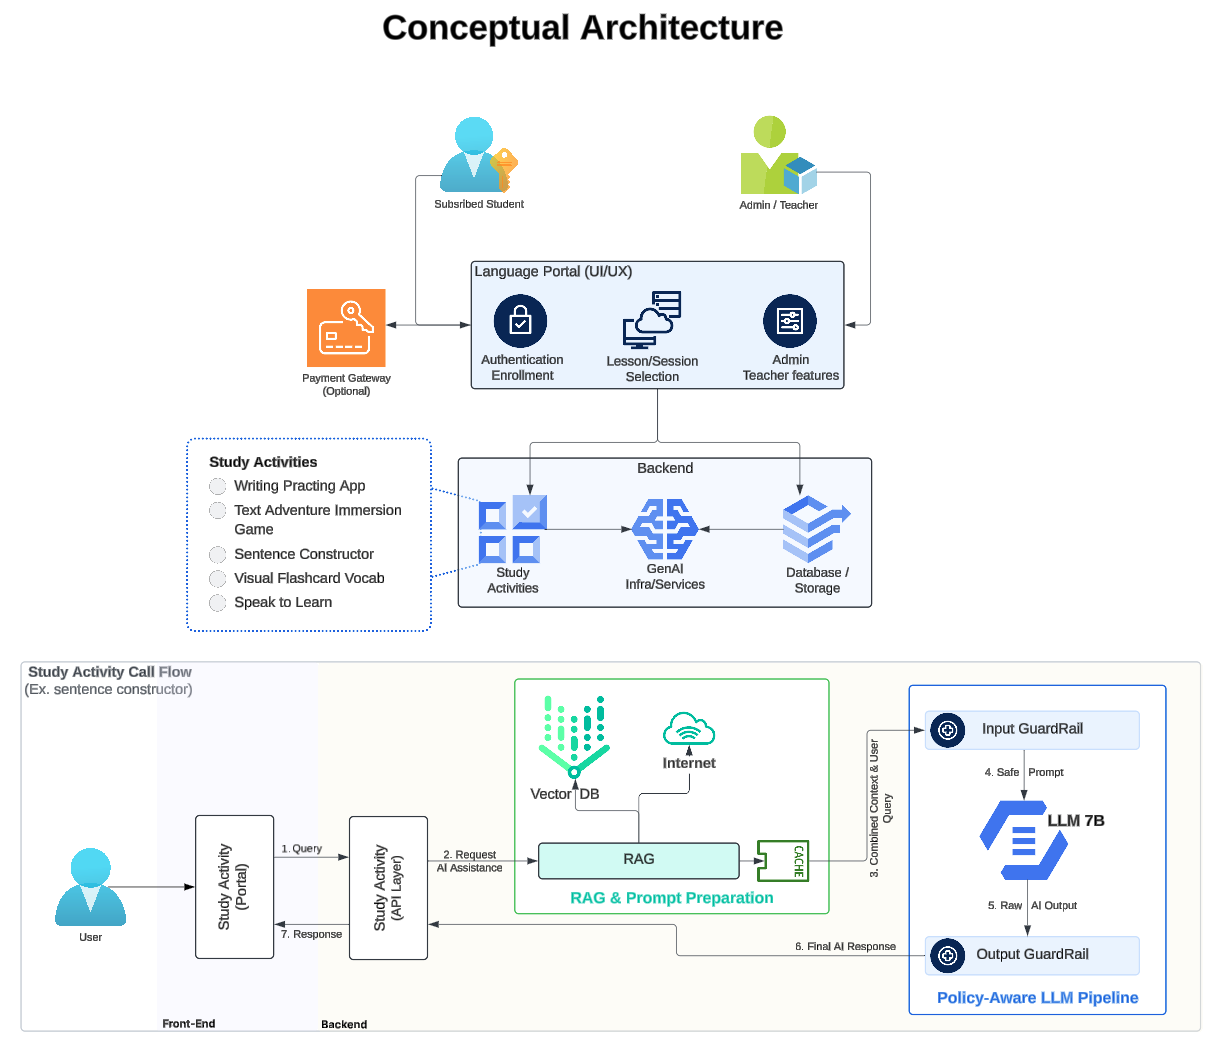 Conceptual Architecture
Subsribed Student
Admin / Teacher
Language Portal (UI/UX)
Authentication
Enrollment
Lesson/Session
Selection
Admin
Teacher features
Payment Gateway
(Optional)
Study Activities
Writing Practing App
Text Adventure Immersion
Game
Sentence Constructor
Visual Flashcard Vocab
Speak to Learn
Backend
Study
Activities
GenAI
Infra/Services
Database /
Storage
Study Activity Call Flow
(Ex. sentence constructor)
User
Study Activity
(Portal)
1. Query
7. Response
Study Activity
(API Layer)
2. Request
AI Assistance
Vector DB
Internet
RAG
CACHE
RAG & Prompt Preparation
3. Combined Context & User
Query
Input GuardRail
4. Safe Prompt
LLM 7B
5. Raw AI Output
6. Final AI Response
Output GuardRail
Policy-Aware LLM Pipeline
Front-End
Backend